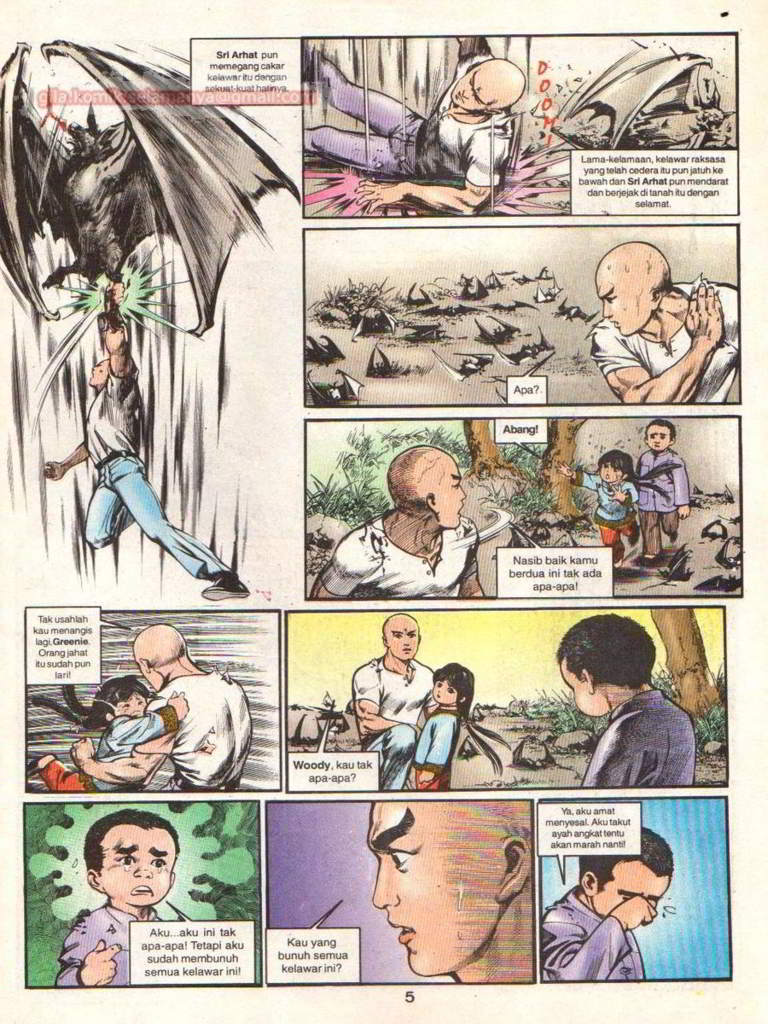 Sri Arhat pun
memegang cakar
kelawar itu dengan
sekuat-kuat hatinya.
gila.komik.selamanya@gmail.com
DOOM!
Lama-kelamaan, kelawar raksasa
yang telah cedera itu pun jatuh ke
bawah dan Sri Arhat pun mendarat
dan berjejak di tanah itu dengan
selamat.
Apa?.
Abang!
Nasib baik kamu
berdua ini tak ada
apa-apa!
Tak usahlah
kau menangis
lagi, Greenie.
Orang jahat
itu sudah pun
lari!
Woody, kau tak
apa-apa?
Aku...aku ini tak
apa-apa! Tetapi aku
sudah membunuh
semua kelawar ini!
Kau yang
bunuh semua
kelawar ini?
Ya, aku amat
menyesal. Aku takut
ayah angkat tentu
akan marah nanti!
5